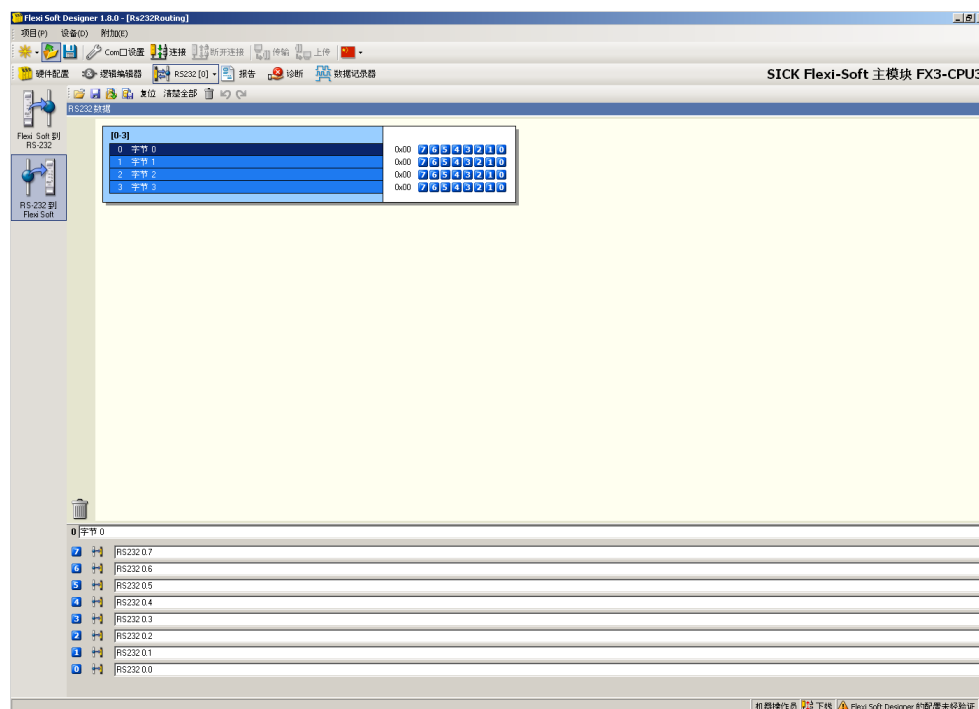 Flexi Soft Designer 1.8.0 - [Rs232Routing]
项目(P) 设备(D) 附加(E)
Com口设置 连接 断开连接 传输 上传
硬件配置 逻辑编辑器 RS232 [0] 报告 诊断 数据记录器 SICK Flexi-Soft 主模块 FX3-CPU3
复位 清楚全部
RS232数据
Flexi Soft 到
RS-232
RS-232 到
Flexi Soft
[0-3]
0 字节 0 0x00 7 6 5 4 3 2 1 0
1 字节 1 0x00 7 6 5 4 3 2 1 0
2 字节 2 0x00 7 6 5 4 3 2 1 0
3 字节 3 0x00 7 6 5 4 3 2 1 0
0 字节 0
7 RS232 0.7
6 RS232 0.6
5 RS232 0.5
4 RS232 0.4
3 RS232 0.3
2 RS232 0.2
1 RS232 0.1
0 RS232 0.0
机器操作员 下线 Flexi Soft Designer 的配置未经验证